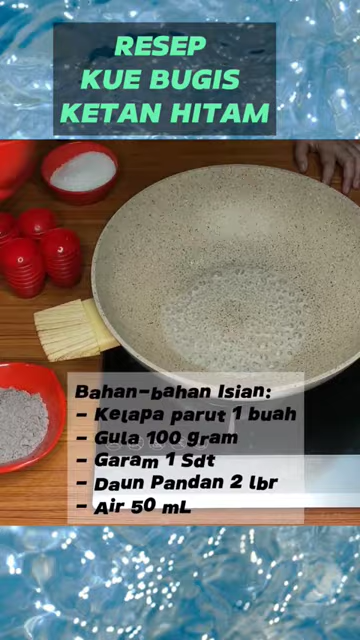 RESEP
KUE BUGIS
KETAN HITAM
Bahan-bahan Isian:
- Kelapa parut 1 buah
- Gula 100 gram
- Garam 1 Sdt
- Daun Pandan 2 lbr
- Air 50 mL